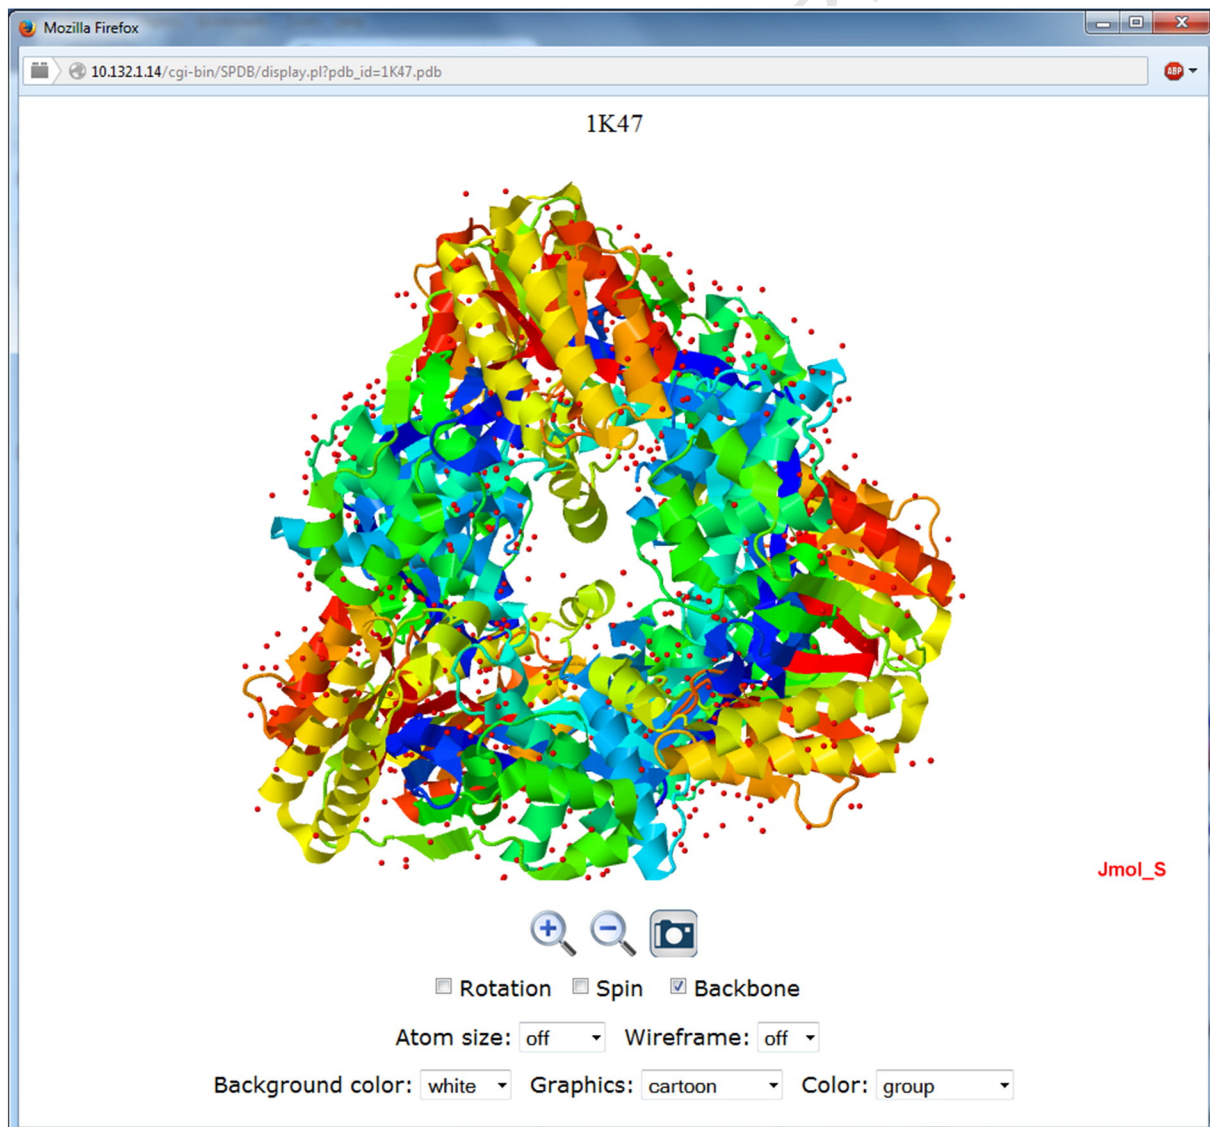 Mozilla Firefox
10.132.1.14/cgi-bin/SPDB/display.pl?pdb_id=1K47.pdb
ABP
1K47
Jmol_S
Rotation Spin Backbone
Atom size: off Wireframe: off
Background color: white Graphics: cartoon Color: group